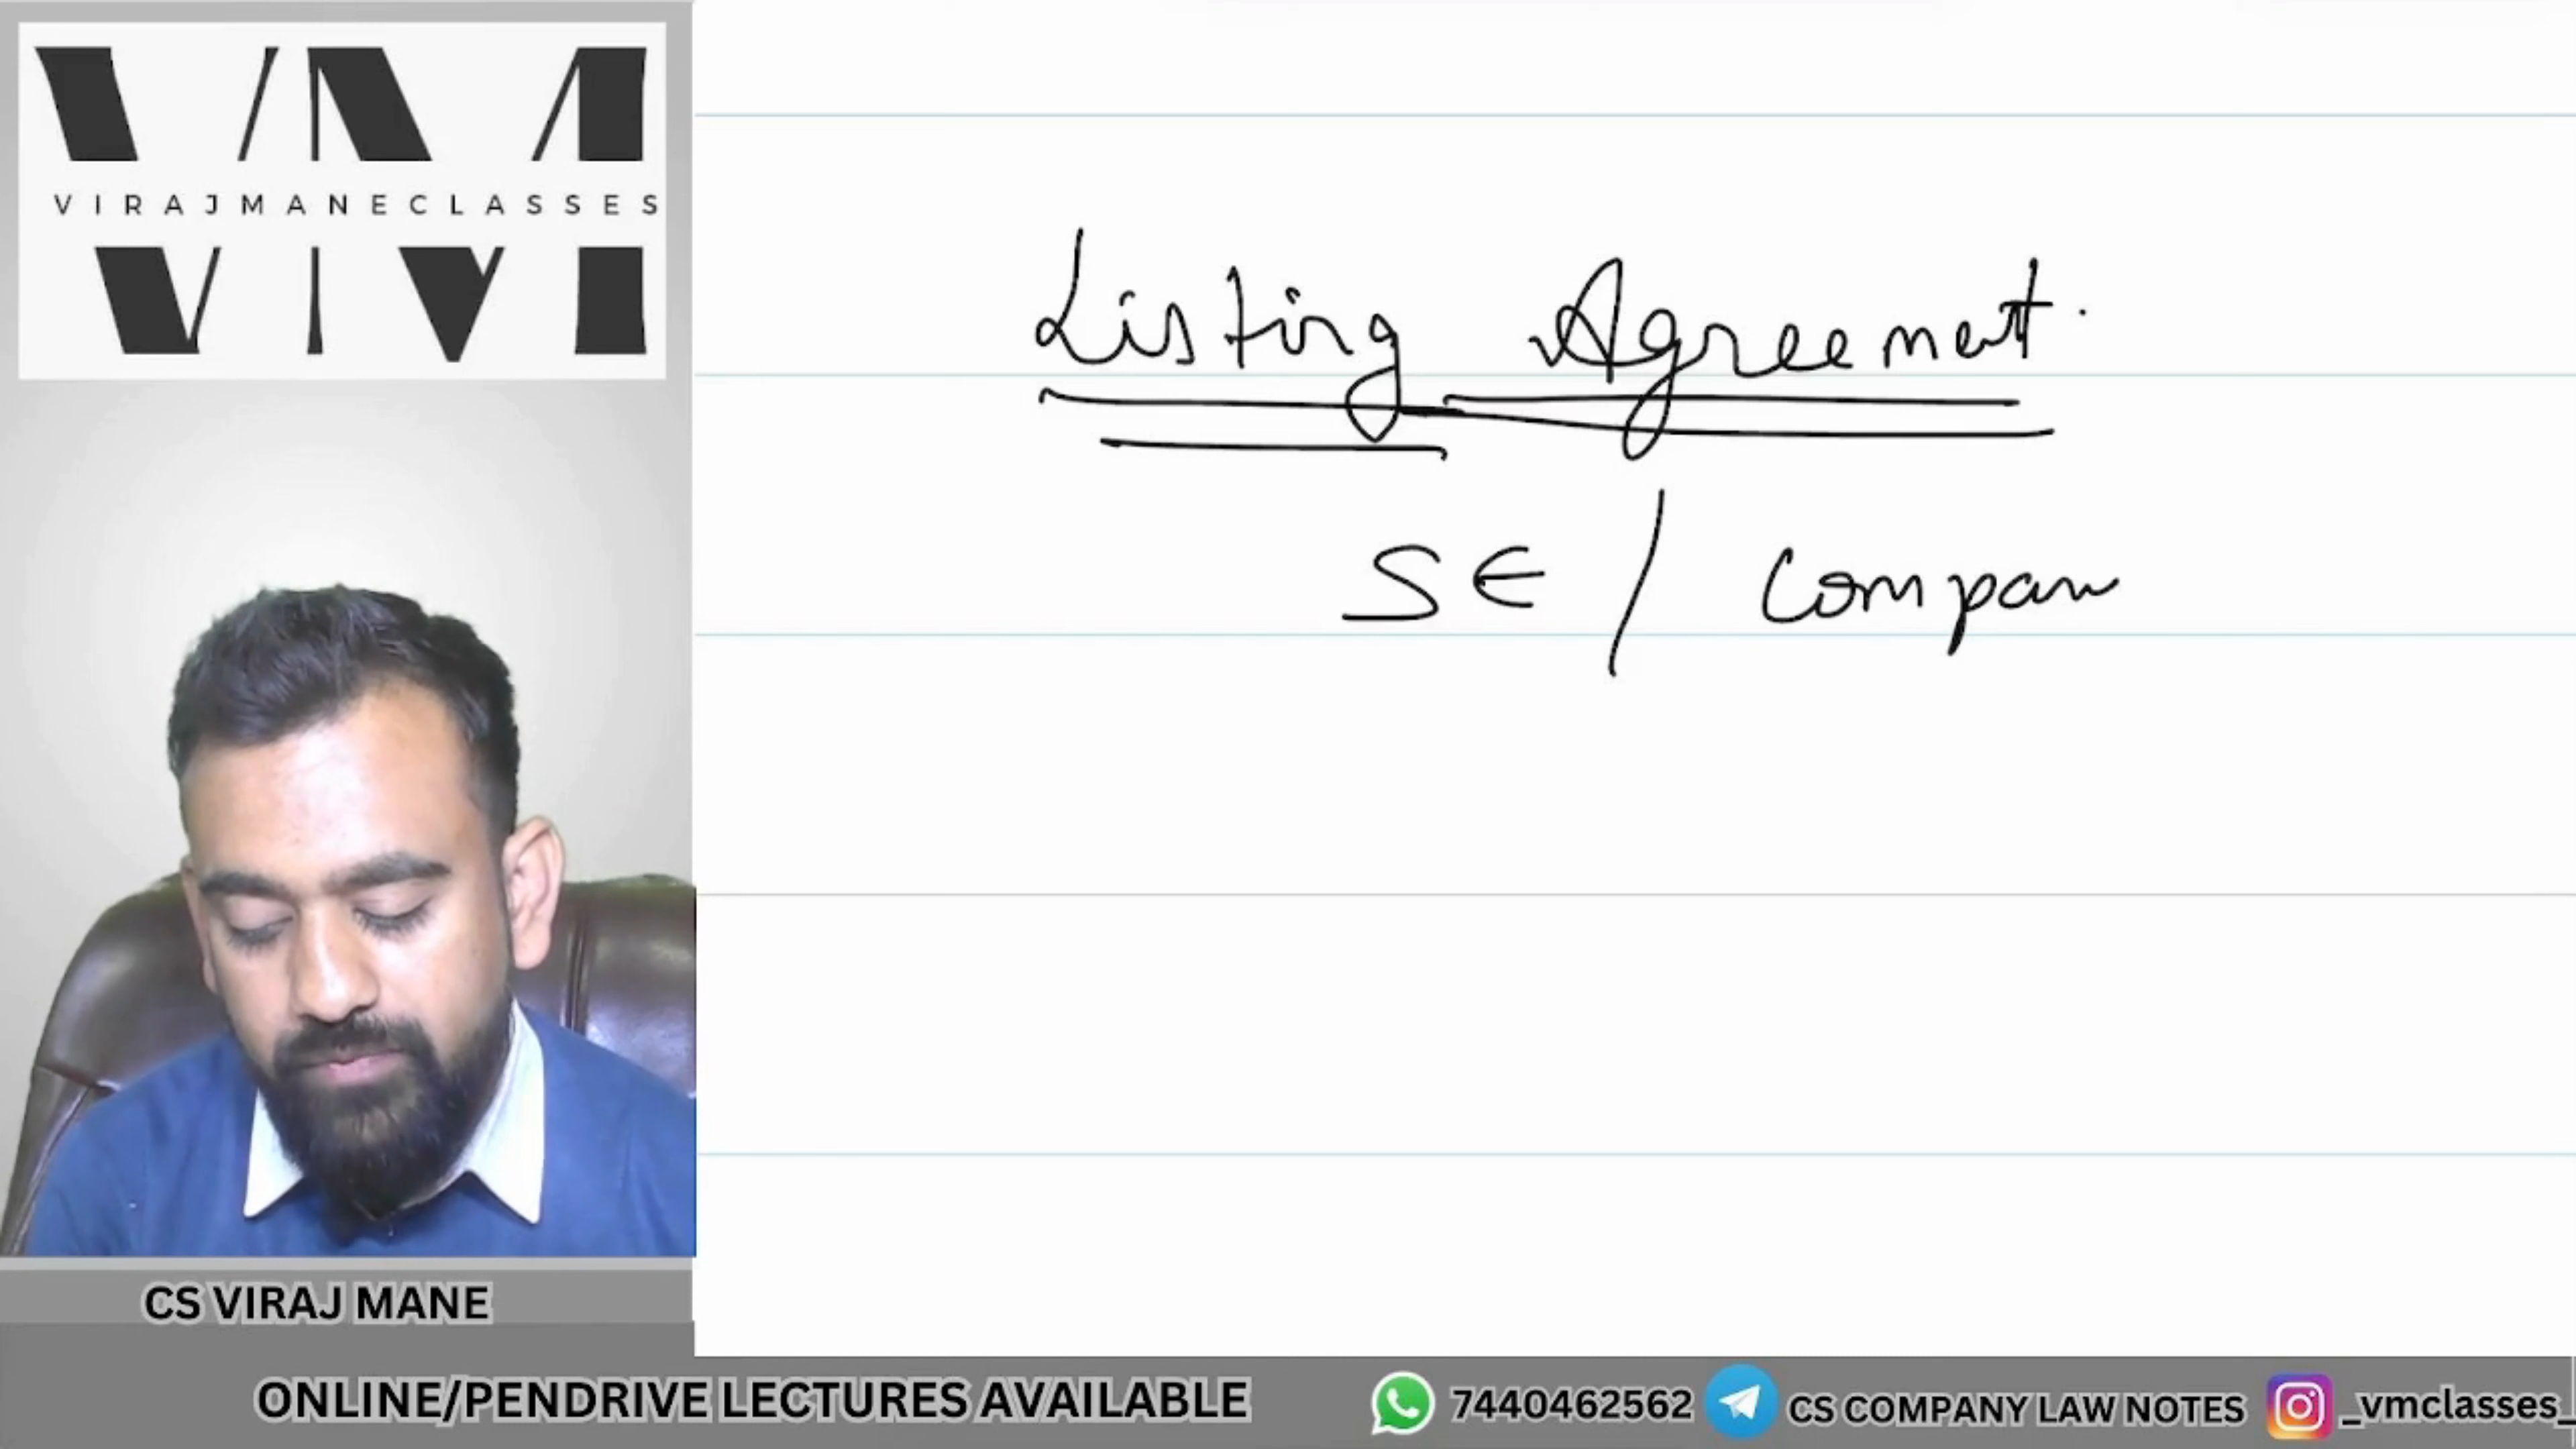 VIRAJMANECLASSES
Listing Agreement.
SE / Compan
CS VIRAJ MANE
ONLINE/PENDRIVE LECTURES AVAILABLE
7440462562
CS COMPANY LAW NOTES
_vmclasses_